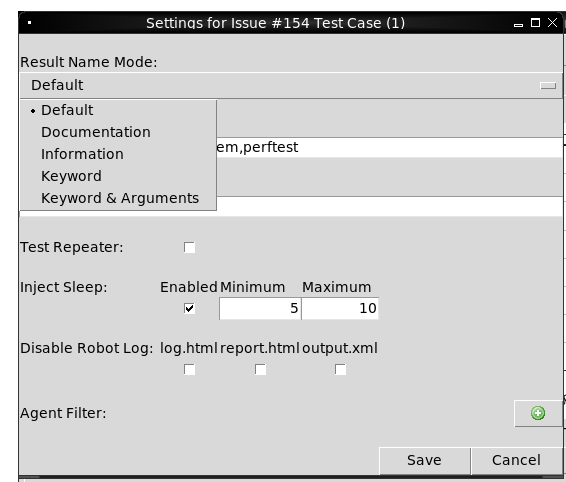 Settings for Issue #154 Test Case (1)
Result Name Mode:
Default
Default
Documentation
Information
em,perftest
Keyword
Keyword & Arguments
Test Repeater:
Inject Sleep: Enabled Minimum Maximum
5 10
Disable Robot Log: log.html report.html output.xml
Agent Filter:
Save Cancel